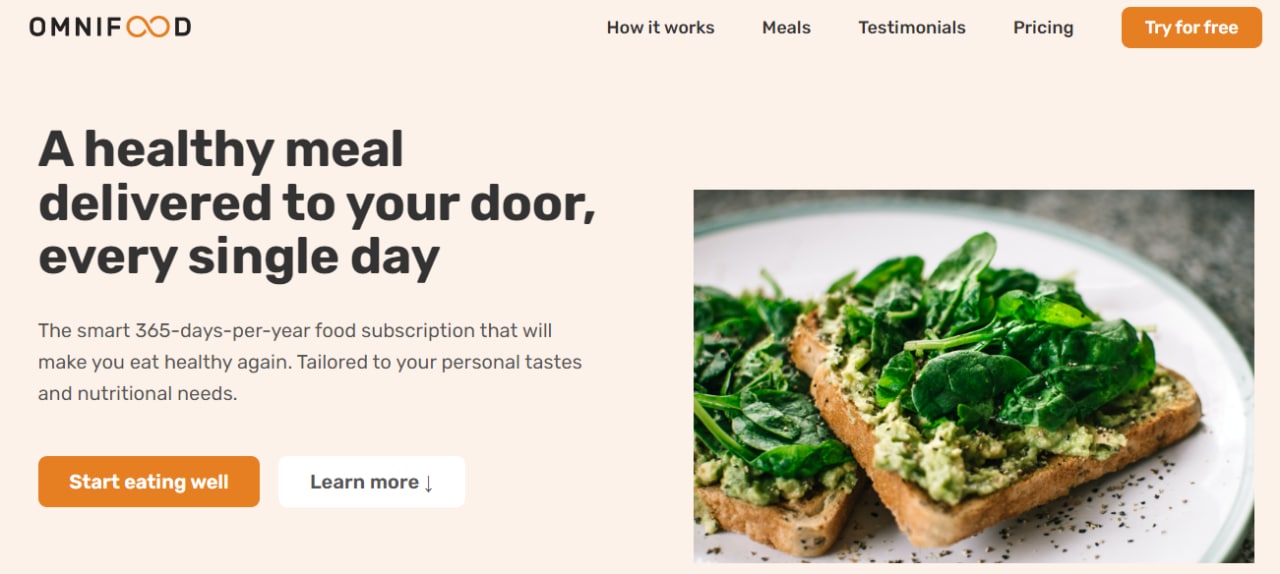 OMNIFOOD
How it works
Meals
Testimonials
Pricing
Try for free
A healthy meal
delivered to your door,
every single day
The smart 365-days-per-year food subscription that will
make you eat healthy again. Tailored to your personal tastes
and nutritional needs.
Start eating well
Learn more ↓